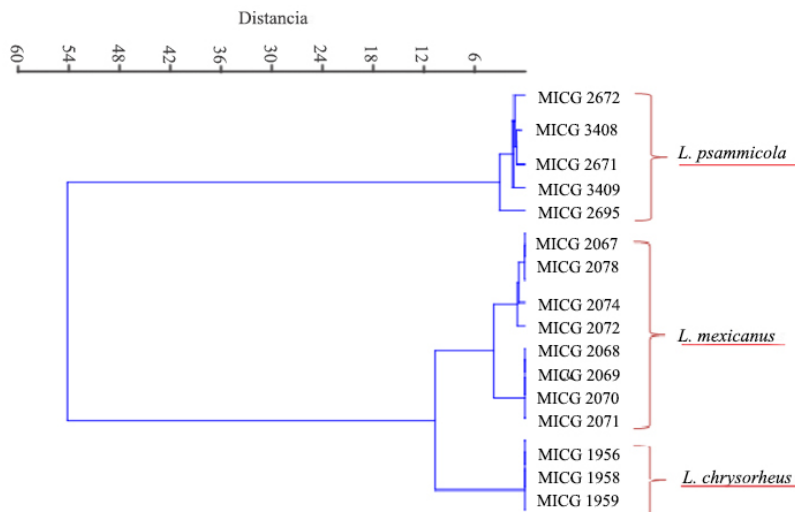 Distancia
60 54 48 42 36 30 24 18 12 6
MICG 2672
MICG 3408
MICG 2671
L. psammicola
MICG 3409
MICG 2695
MICG 2067
MICG 2078
MICG 2074
MICG 2072
L. mexicanus
MICG 2068
MICG 2069
MICG 2070
MICG 2071
MICG 1956
MICG 1958
L. chrysorheus
MICG 1959